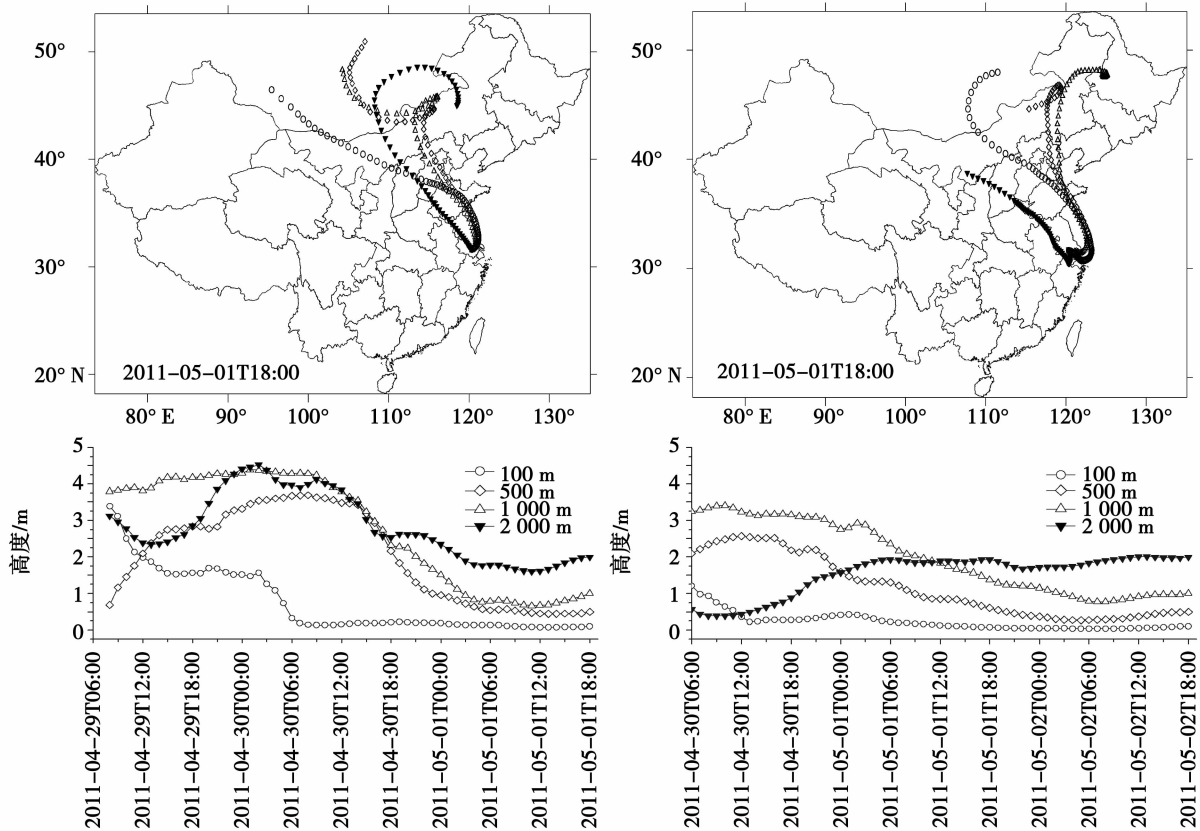 50°
40°
30°
20° N
2011-05-01T18:00
80° E
90°
100°
110°
120°
130°
50°
40°
30°
20° N
2011-05-01T18:00
80° E
90°
100°
110°
120°
130°
高度/m
5
4
3
2
1
0
100 m
500 m
1 000 m
2 000 m
2011-04-29T06:00
2011-04-29T12:00
2011-04-29T18:00
2011-04-30T00:00
2011-04-30T06:00
2011-04-30T12:00
2011-04-30T18:00
2011-05-01T00:00
2011-05-01T06:00
2011-05-01T12:00
2011-05-01T18:00
高度/m
5
4
3
2
1
0
100 m
500 m
1 000 m
2 000 m
2011-04-30T06:00
2011-04-30T12:00
2011-04-30T18:00
2011-05-01T00:00
2011-05-01T06:00
2011-05-01T12:00
2011-05-01T18:00
2011-05-02T00:00
2011-05-02T06:00
2011-05-02T12:00
2011-05-02T18:00